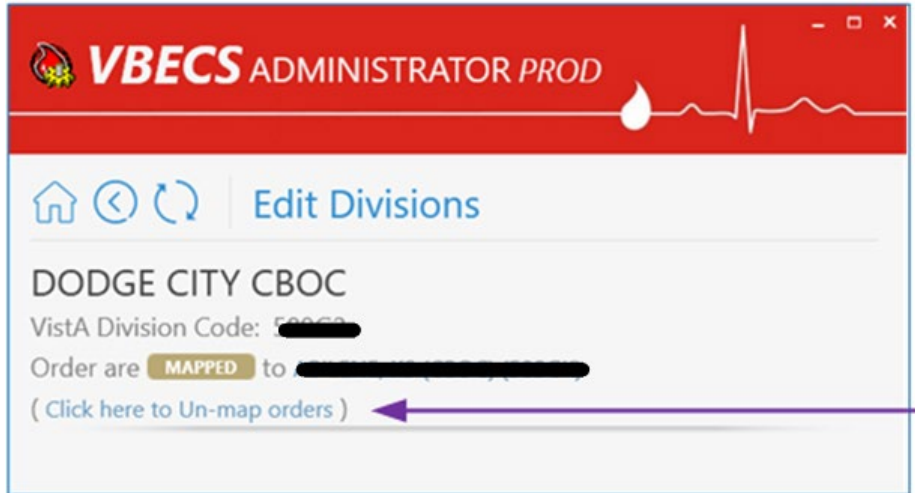 VBECS ADMINISTRATOR PROD
Edit Divisions
DODGE CITY CBOC
VistA Division Code:
Order are MAPPED to
( Click here to Un-map orders )